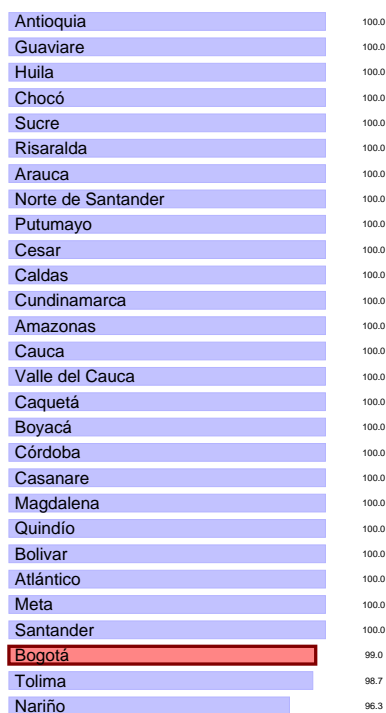 Antioquia 100.0
Guaviare 100.0
Huila 100.0
Chocó 100.0
Sucre 100.0
Risaralda 100.0
Arauca 100.0
Norte de Santander 100.0
Putumayo 100.0
Cesar 100.0
Caldas 100.0
Cundinamarca 100.0
Amazonas 100.0
Cauca 100.0
Valle del Cauca 100.0
Caquetá 100.0
Boyacá 100.0
Córdoba 100.0
Casanare 100.0
Magdalena 100.0
Quindío 100.0
Bolivar 100.0
Atlántico 100.0
Meta 100.0
Santander 100.0
Bogotá 99.0
Tolima 98.7
Nariño 96.3